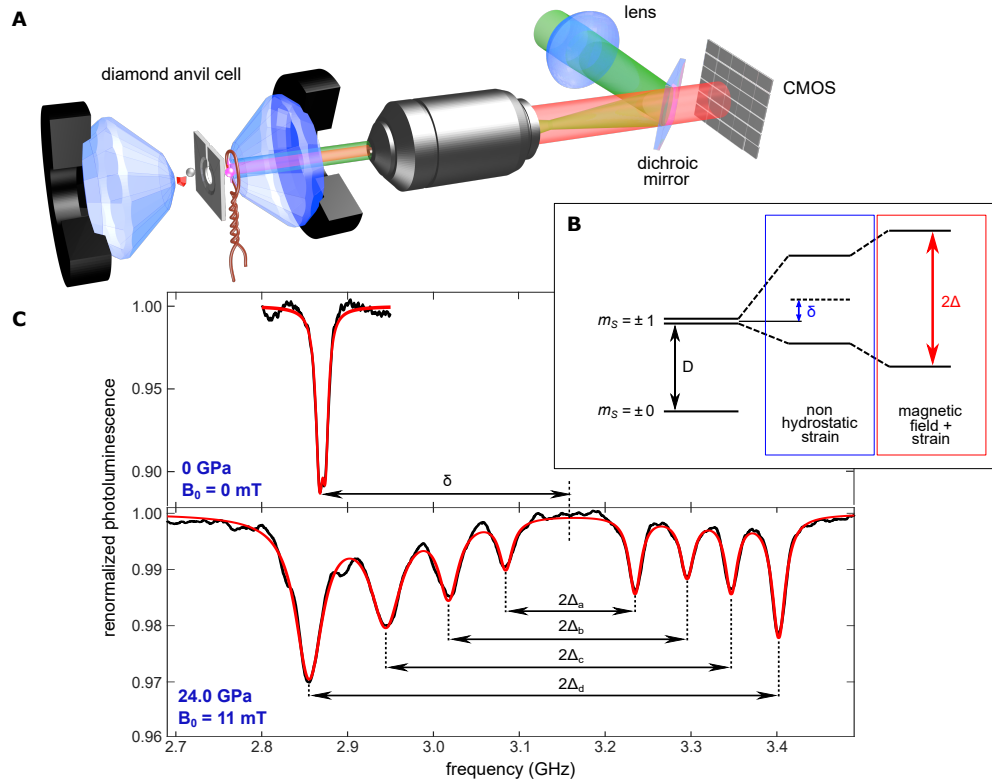 A
lens
diamond anvil cell
CMOS
dichroic
mirror
B
mS = ± 1
δ
2Δ
D
mS = ± 0
non
hydrostatic
strain
magnetic
field +
strain
C
1.00
0.95
0.90
0 GPa
B0 = 0 mT
δ
renormalized photoluminescence
1.00
0.99
0.98
0.97
0.96
2Δa
2Δb
2Δc
2Δd
24.0 GPa
B0 = 11 mT
2.7 2.8 2.9 3.0 3.1 3.2 3.3 3.4
frequency (GHz)